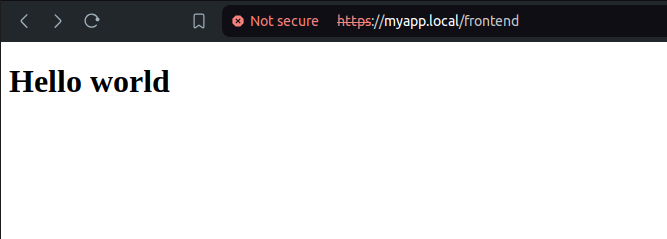 Not secure https://myapp.local/frontend
Hello world